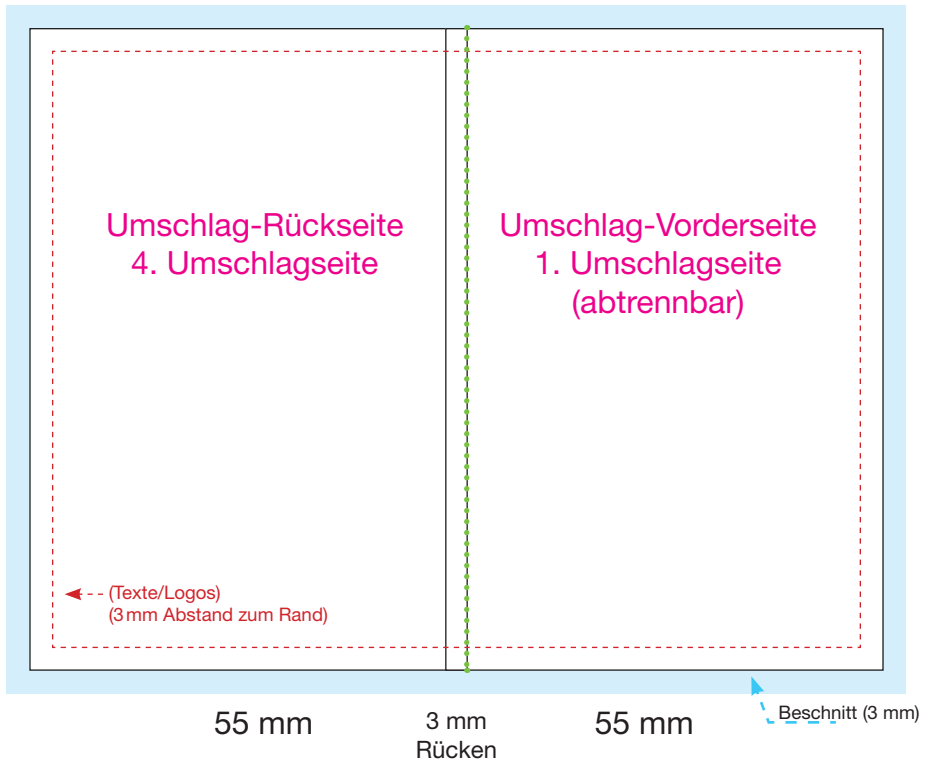 Umschlag-Rückseite
4. Umschlagseite
Umschlag-Vorderseite
1. Umschlagseite
(abtrennbar)
(Texte/Logos)
(3 mm Abstand zum Rand)
55 mm
3 mm
Rücken
55 mm
Beschnitt (3 mm)